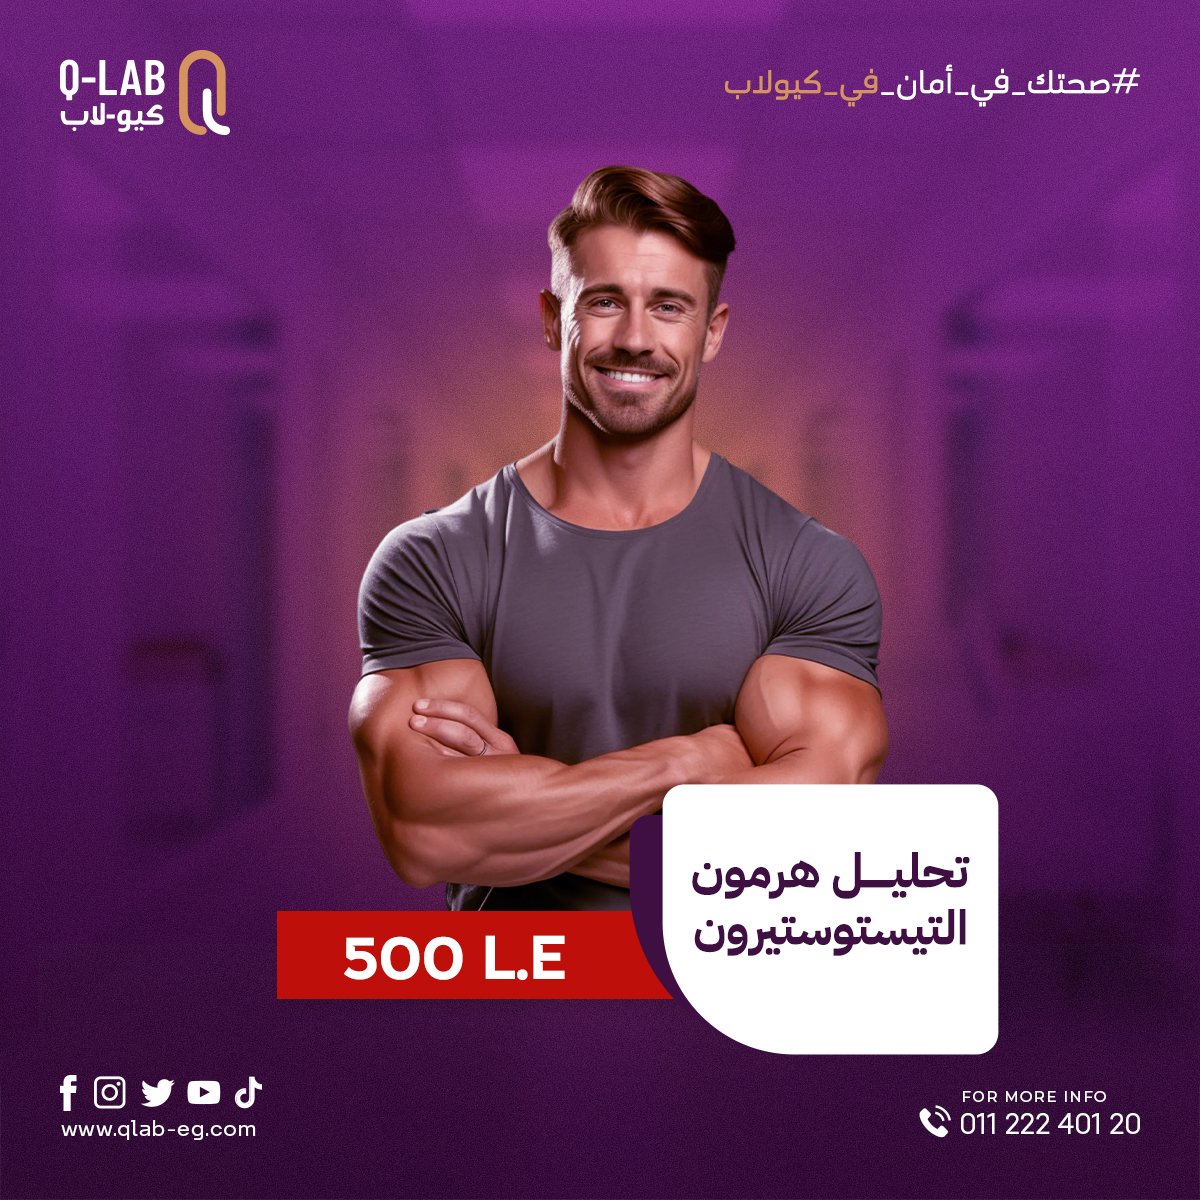 Q-LAB
كيو-لاب
#صحتك_في_أمان_في_كيولاب
تحليـــل هرمون
التيستوستيرون
500 L.E
www.qlab-eg.com
FOR MORE INFO
011 222 401 20